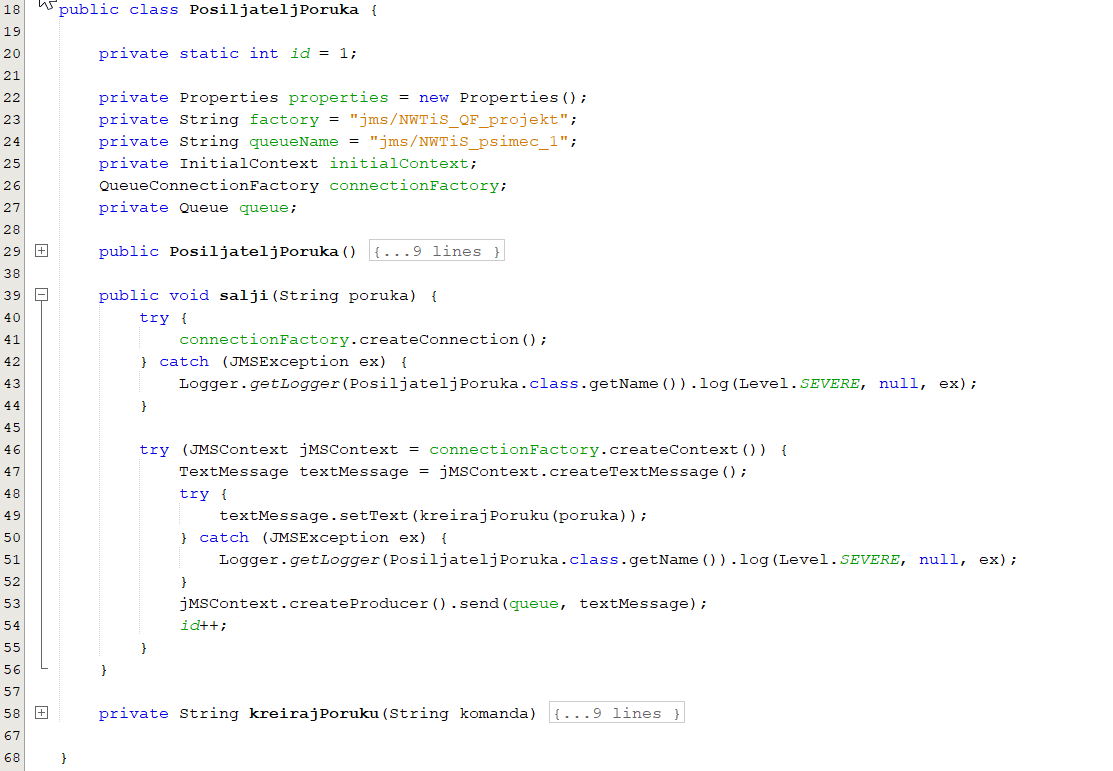 18 public class PosiljateljPoruka {
19
20 private static int id = 1;
21
22 private Properties properties = new Properties();
23 private String factory = "jms/NWTiS_QF_projekt";
24 private String queueName = "jms/NWTiS_psimec_1";
25 private InitialContext initialContext;
26 QueueConnectionFactory connectionFactory;
27 private Queue queue;
28
29 public PosiljateljPoruka() {...9 lines }
38
39 public void salji(String poruka) {
40 try {
41 connectionFactory.createConnection();
42 } catch (JMSException ex) {
43 Logger.getLogger(PosiljateljPoruka.class.getName()).log(Level.SEVERE, null, ex);
44 }
45
46 try (JMSContext jMSContext = connectionFactory.createContext()) {
47 TextMessage textMessage = jMSContext.createTextMessage();
48 try {
49 textMessage.setText(kreirajPoruku(poruka));
50 } catch (JMSException ex) {
51 Logger.getLogger(PosiljateljPoruka.class.getName()).log(Level.SEVERE, null, ex);
52 }
53 jMSContext.createProducer().send(queue, textMessage);
54 id++;
55 }
56 }
57
58 private String kreirajPoruku(String komanda) {...9 lines }
67
68 }